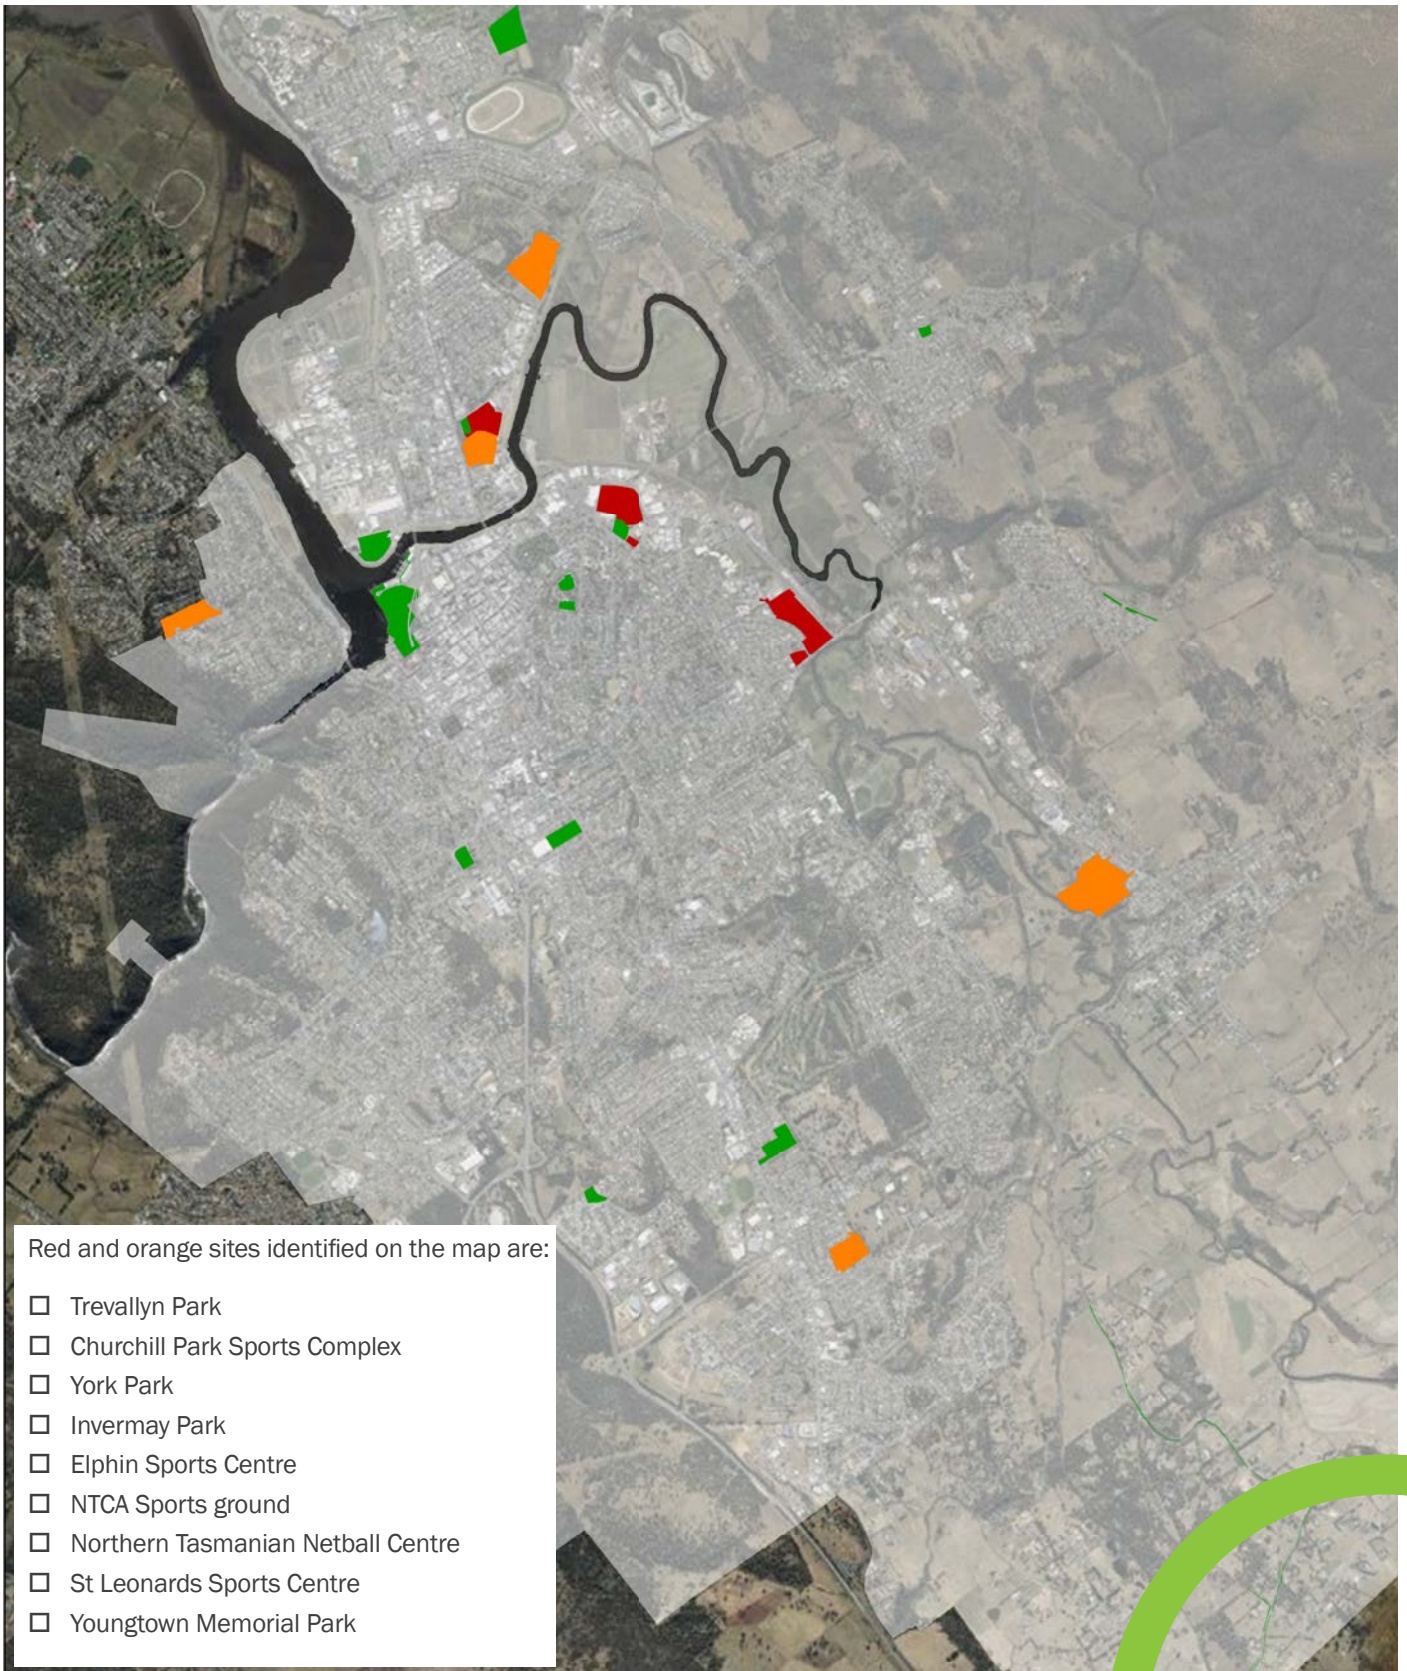 Red and orange sites identified on the map are:
☐ Trevallyn Park
☐ Churchill Park Sports Complex
☐ York Park
☐ Invermay Park
☐ Elphin Sports Centre
☐ NTCA Sports ground
☐ Northern Tasmanian Netball Centre
☐ St Leonards Sports Centre
☐ Youngtown Memorial Park